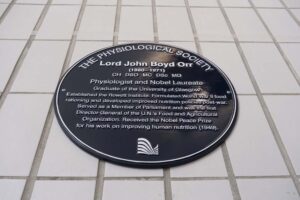 THE PHYSIOLOGICAL SOCIETY
Lord John Boyd Orr
(1880 - 1971)
CH DSO MC DSc MD
Physiologist and Nobel Laureate
Graduate of the University of Glasgow.
Established the Rowett Institute. Formulated World War II food
rationing and developed improved nutrition policies post-war.
Served as a Member of Parliament and was the first
Director General of the U.N.'s Food and Agricultural
Organization. Received the Nobel Peace Prize
for his work on improving human nutrition (1949).